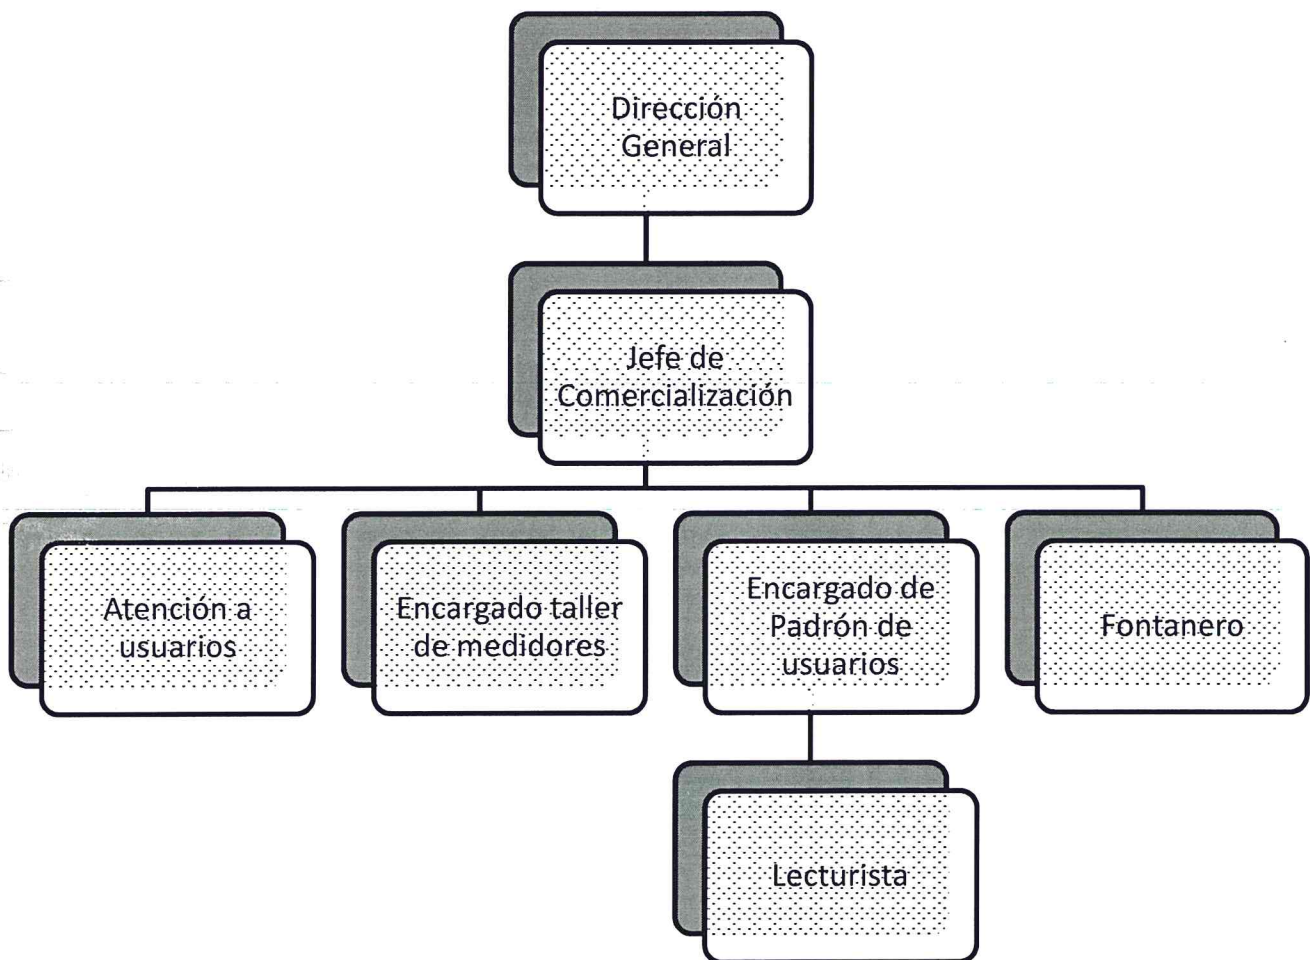 Dirección
General
Jefe de
Comercialización
Atención a
usuarios
Encargado taller
de medidores
Encargado de
Padrón de
usuarios
Fontanero
Lecturista